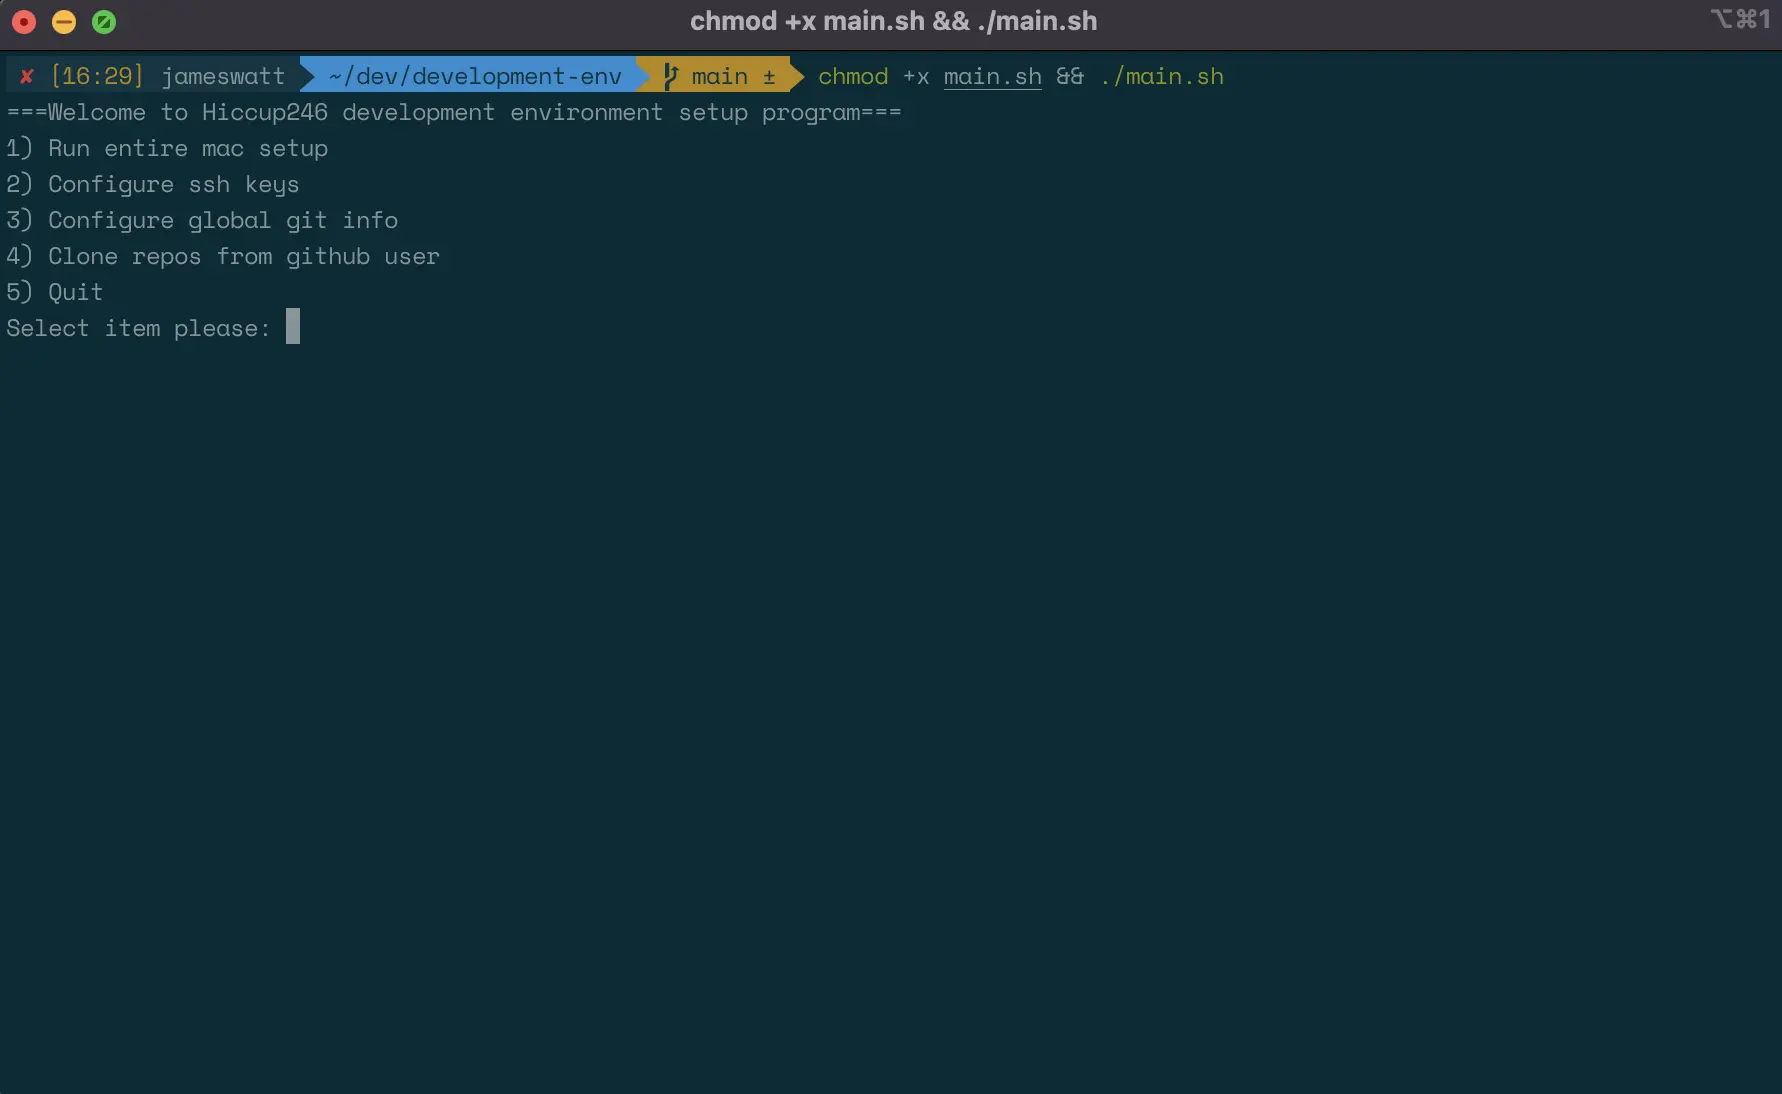 chmod +x main.sh && ./main.sh ⌥⌘1
✘ [16:29] jameswatt ~/dev/development-env main ± chmod +x main.sh && ./main.sh
===Welcome to Hiccup246 development environment setup program===
1) Run entire mac setup
2) Configure ssh keys
3) Configure global git info
4) Clone repos from github user
5) Quit
Select item please: